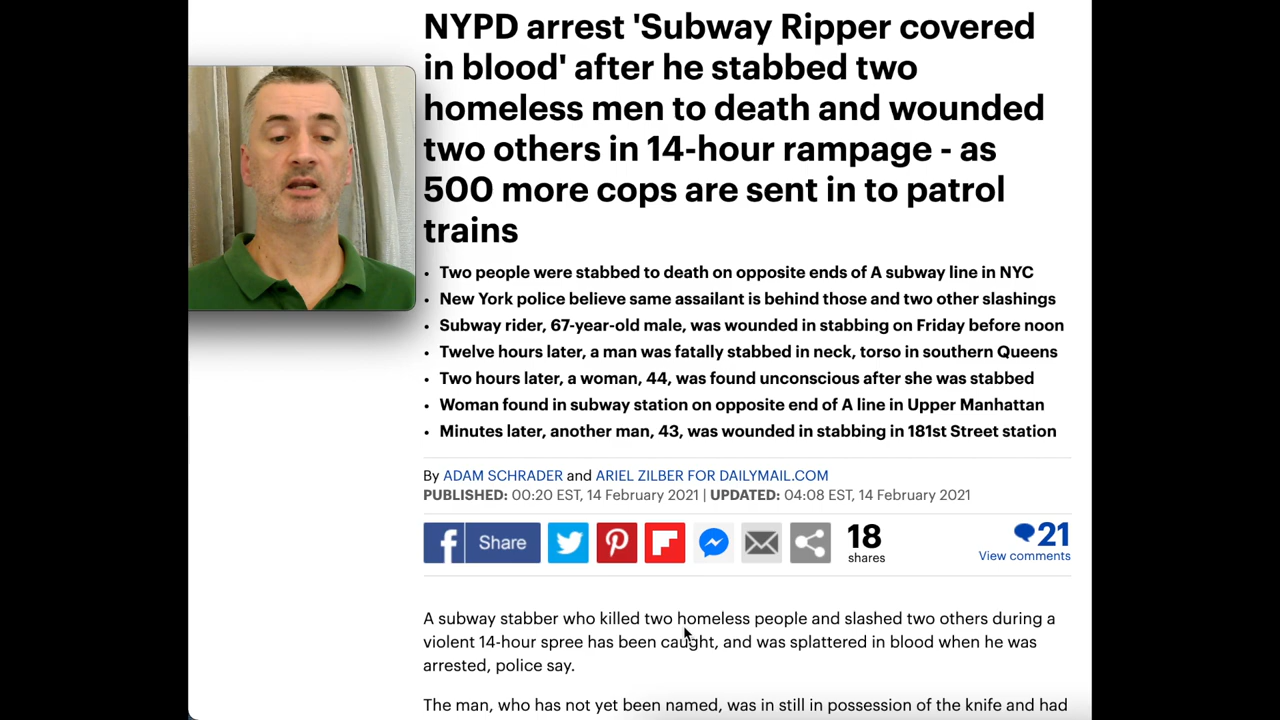 NYPD arrest 'Subway Ripper covered
in blood' after he stabbed two
homeless men to death and wounded
two others in 14-hour rampage - as
500 more cops are sent in to patrol
trains
• Two people were stabbed to death on opposite ends of A subway line in NYC
• New York police believe same assailant is behind those and two other slashings
• Subway rider, 67-year-old male, was wounded in stabbing on Friday before noon
• Twelve hours later, a man was fatally stabbed in neck, torso in southern Queens
• Two hours later, a woman, 44, was found unconscious after she was stabbed
• Woman found in subway station on opposite end of A line in Upper Manhattan
• Minutes later, another man, 43, was wounded in stabbing in 181st Street station
By ADAM SCHRADER and ARIEL ZILBER FOR DAILYMAIL.COM
PUBLISHED: 00:20 EST, 14 February 2021 | UPDATED: 04:08 EST, 14 February 2021
Share
18
shares
21
View comments
A subway stabber who killed two homeless people and slashed two others during a
violent 14-hour spree has been caught, and was splattered in blood when he was
arrested, police say.
The man, who has not yet been named, was in still in possession of the knife and had